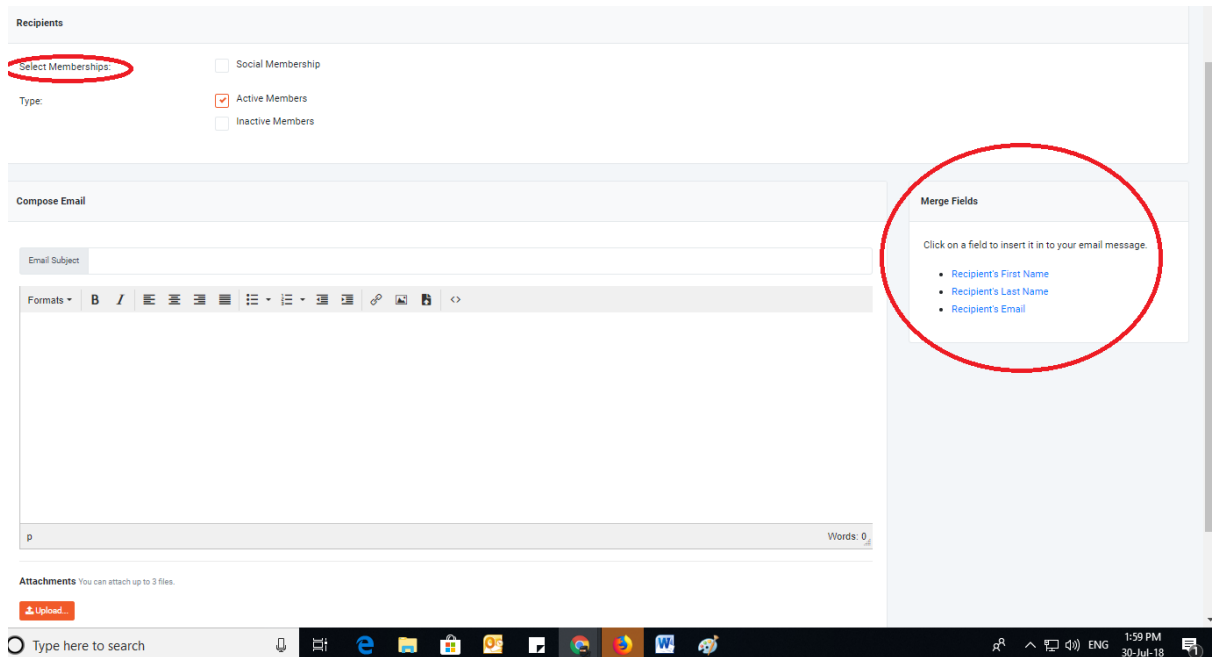 Recipients
Select Memberships:
Social Membership
Type:
Active Members
Inactive Members
Compose Email
Merge Fields
Email Subject
Click on a field to insert it in to your email message.
Recipient's First Name
Recipient's Last Name
Recipient's Email
Formats
B I
p
Words: 0
Attachments You can attach up to 3 files.
Upload...
Type here to search
ENG
1:59 PM
30-Jul-18